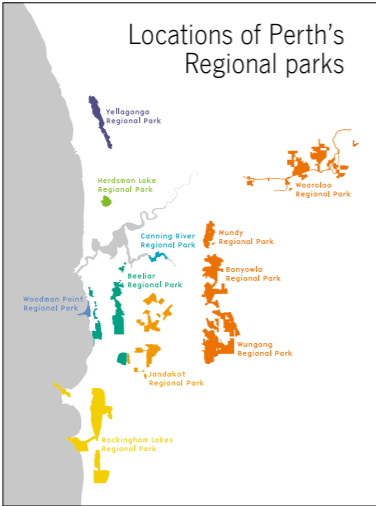 Locations of Perth's
Regional parks
Yellagonga
Regional Park
Herdsman Lake
Regional Park
Wooroloo
Regional Park
Canning River
Regional Park
Mundy
Regional Park
Banyowla
Regional Park
Beeliar
Regional Park
Woodman Point
Regional Park
Wungong
Regional Park
Jandakot
Regional Park
Rockingham Lakes
Regional Park